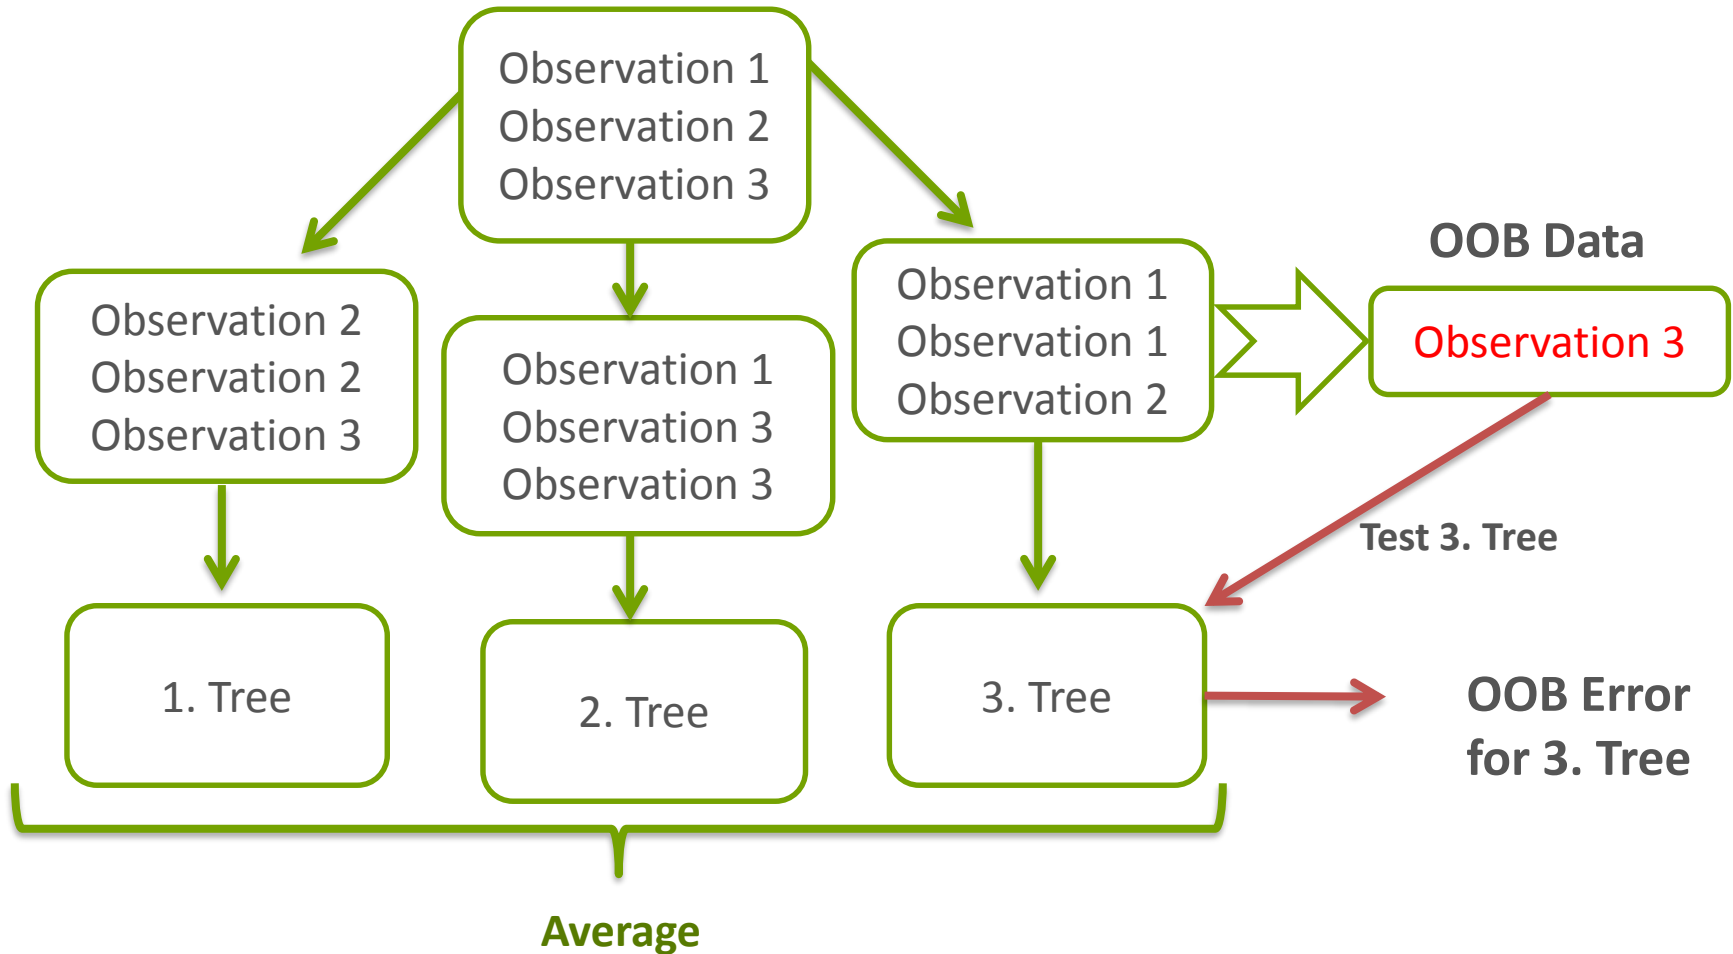 Observation 1
Observation 2
Observation 3
Observation 2
Observation 2
Observation 3
Observation 1
Observation 3
Observation 3
Observation 1
Observation 1
Observation 2
OOB Data
Observation 3
Test 3. Tree
1. Tree
2. Tree
3. Tree
OOB Error
for 3. Tree
Average